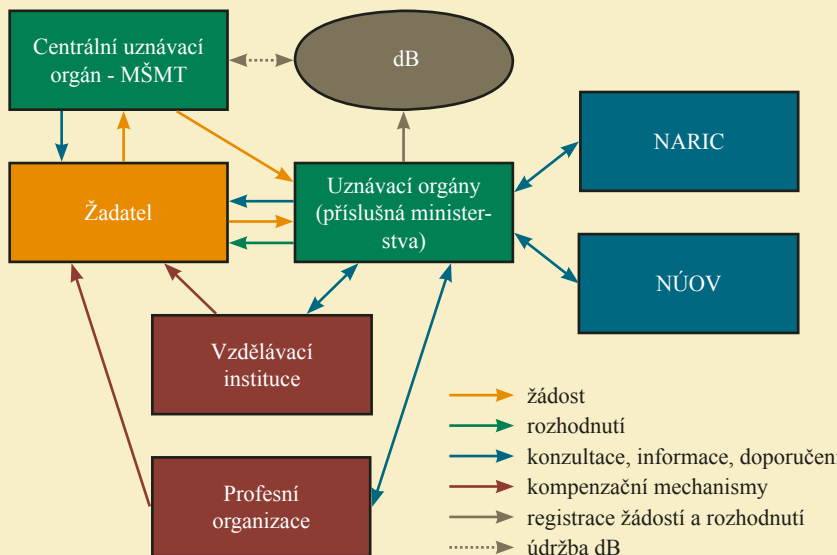 Centrální uznávací
orgán - MŠMT
dB
NARIC
Žadatel
Uznávací orgány
(příslušná minister-
stva)
NÚOV
Vzdělávací
instituce
Profesní
organizace
žádost
rozhodnutí
konzultace, informace, doporučení
kompenzační mechanismy
registrace žádostí a rozhodnutí
údržba dB